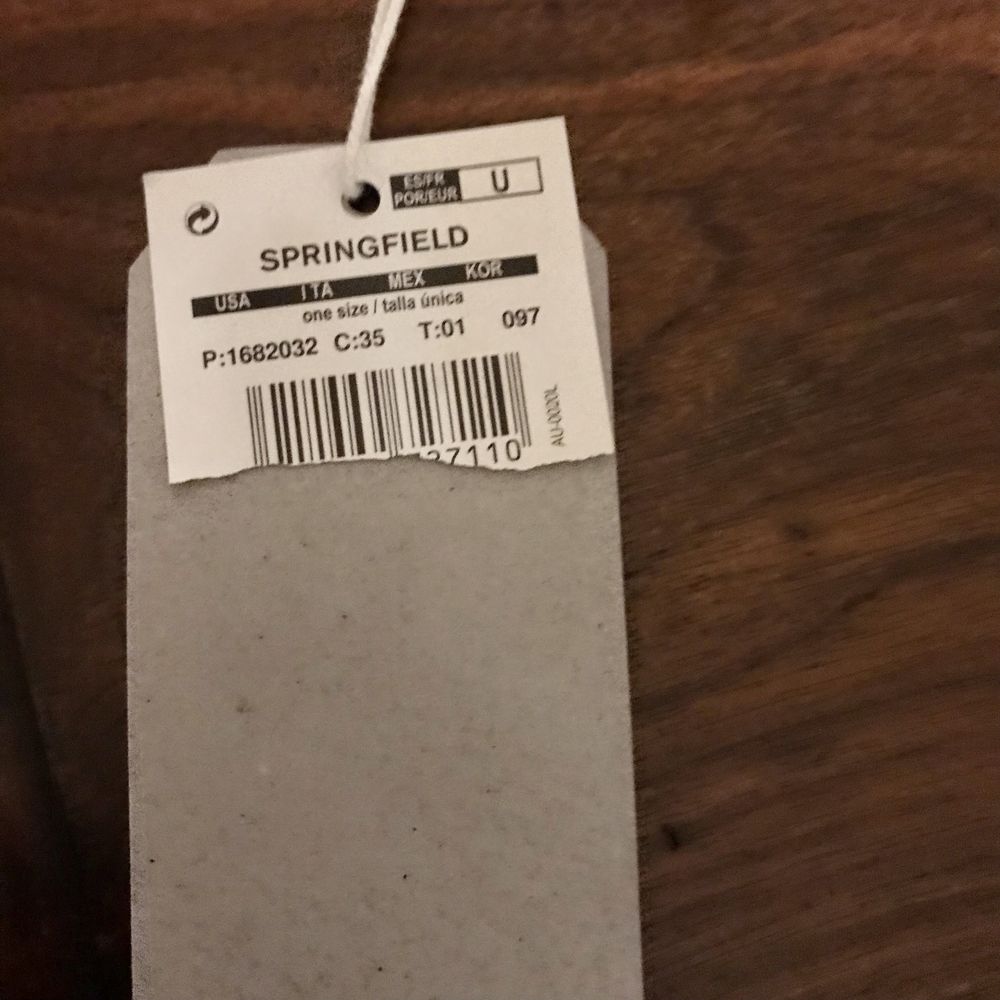 ES/FR
POR/EUR
U
SPRINGFIELD
USA ITA MEX KOR
one size / talla única
P:1682032 C:35 T:01 097
7110
AU-0020L